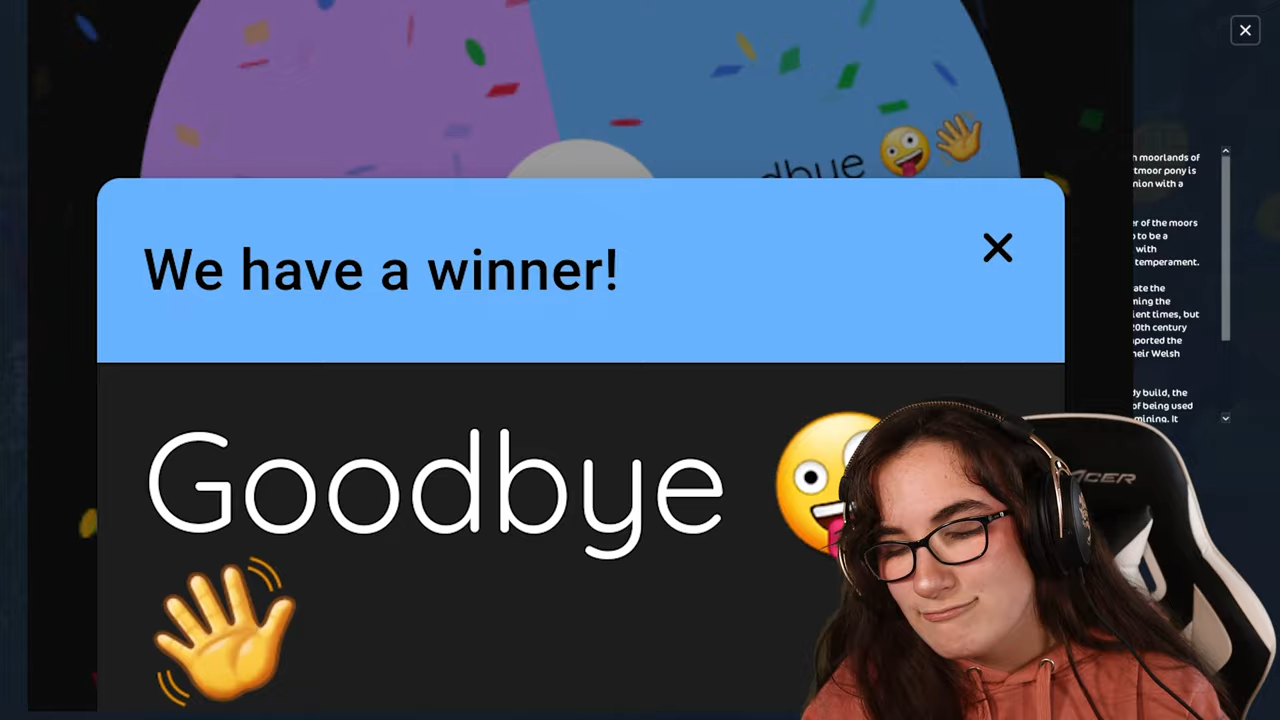 dbye 🤪👋
We have a winner!
Goodbye 🤪
👋
h moorlands of
tmoor pony is
nion with a
er of the moors
to be a
with
temperament.
ate the
ming the
ient times, but
20th century
ported the
heir Welsh
dy build, the
of being used
mining. It
ACER